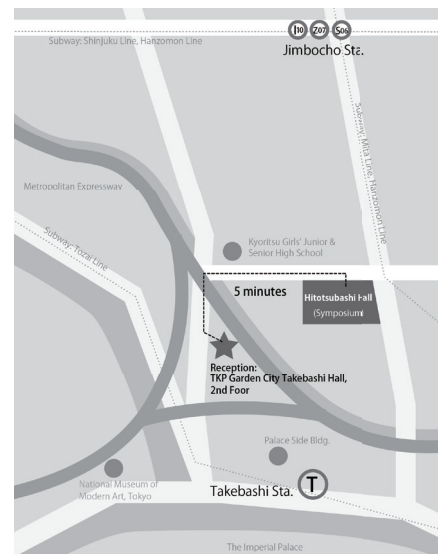 I10 Z07 S06
Subway: Shinjuku Line, Hanzomon Line
Jimbocho Sta.
Subway: Mita Line, Hanzomon Line
Metropolitan Expressway
Subway: Tozai Line
Kyoritsu Girls' Junior &
Senior High School
5 minutes
Hitotsubashi Hall
(Symposium)
Reception:
TKP Garden City Takebashi Hall,
2nd Foor
Palace Side Bldg.
National Museum of
Modern Art, Tokyo
Takebashi Sta.
T
The Imperial Palace